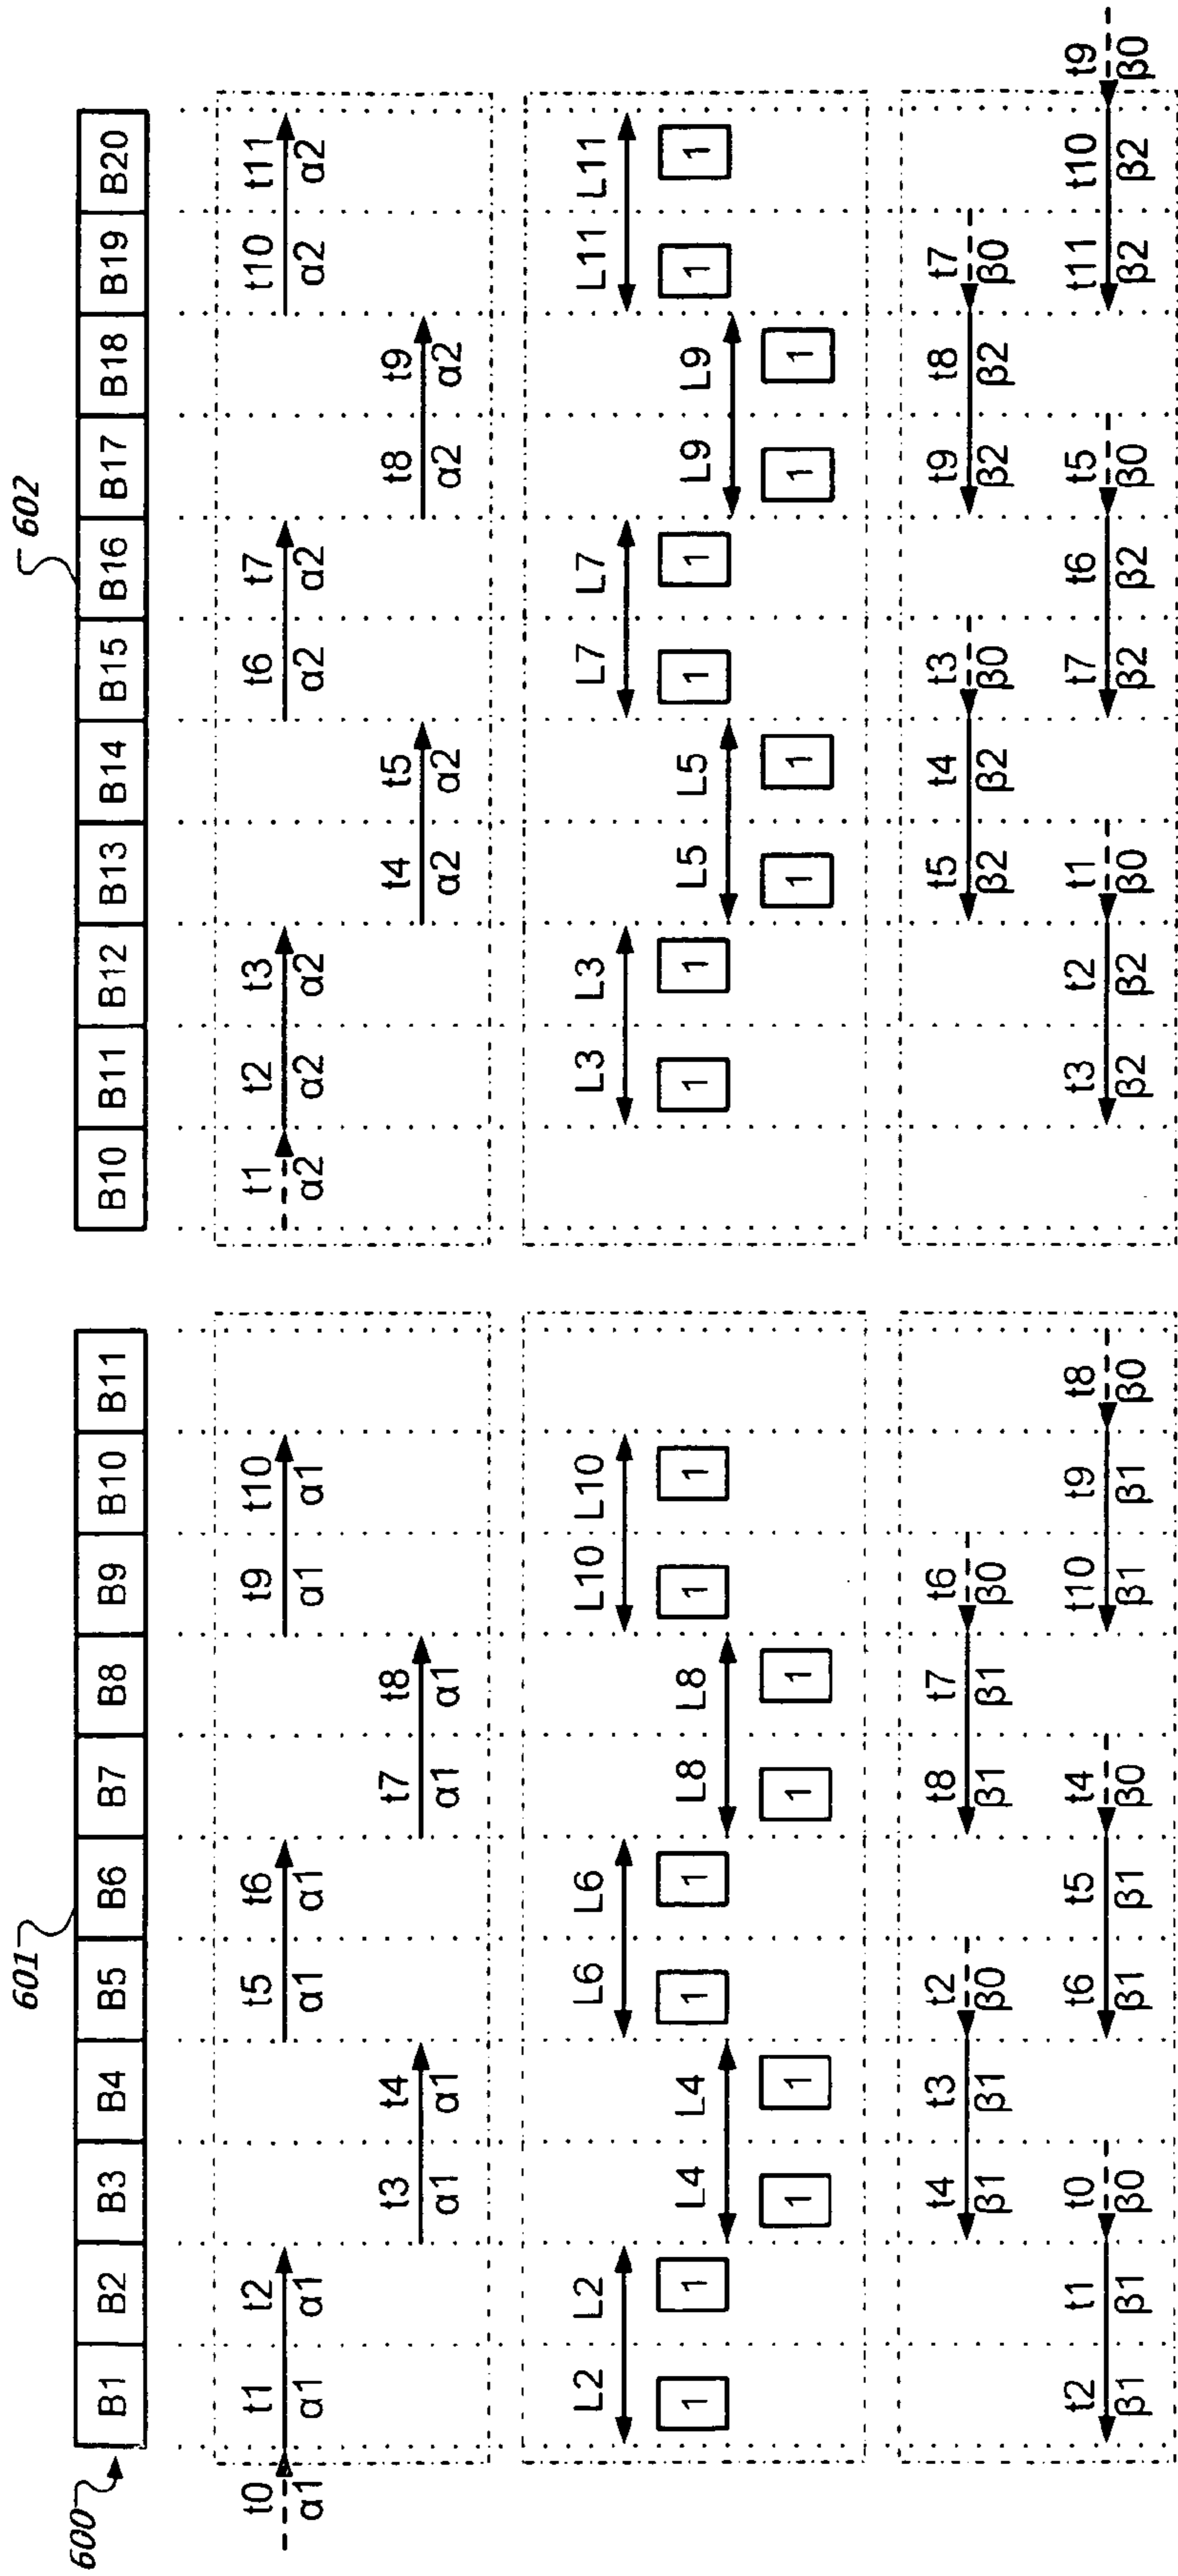 600
601
602
B1 B2 B3 B4 B5 B6 B7 B8 B9 B10 B11
B10 B11 B12 B13 B14 B15 B16 B17 B18 B19 B20
t0 t1 t2 t5 t6 t9 t10
α1 α1 α1 α1 α1 α1 α1
t1 t2 t3 t6 t7 t10 t11
α2 α2 α2 α2 α2 α2 α2
t3 t4 t7 t8
α1 α1 α1 α1
t4 t5 t8 t9
α2 α2 α2 α2
L2 L2 L6 L6 L10 L10
1 1 1 1 1 1
L3 L3 L7 L7 L11 L11
1 1 1 1 1 1
L4 L4 L8 L8
1 1 1 1
L5 L5 L9 L9
1 1 1 1
t4 t3 t2 t8 t7 t6
β1 β1 β0 β1 β1 β0
t5 t4 t3 t9 t8 t7
β2 β2 β0 β2 β2 β0
t2 t1 t0 t6 t5 t4 t10 t9 t8
β1 β1 β0 β1 β1 β0 β1 β1 β0
t3 t2 t1 t7 t6 t5 t11 t10 t9
β2 β2 β0 β2 β2 β0 β2 β2 β0